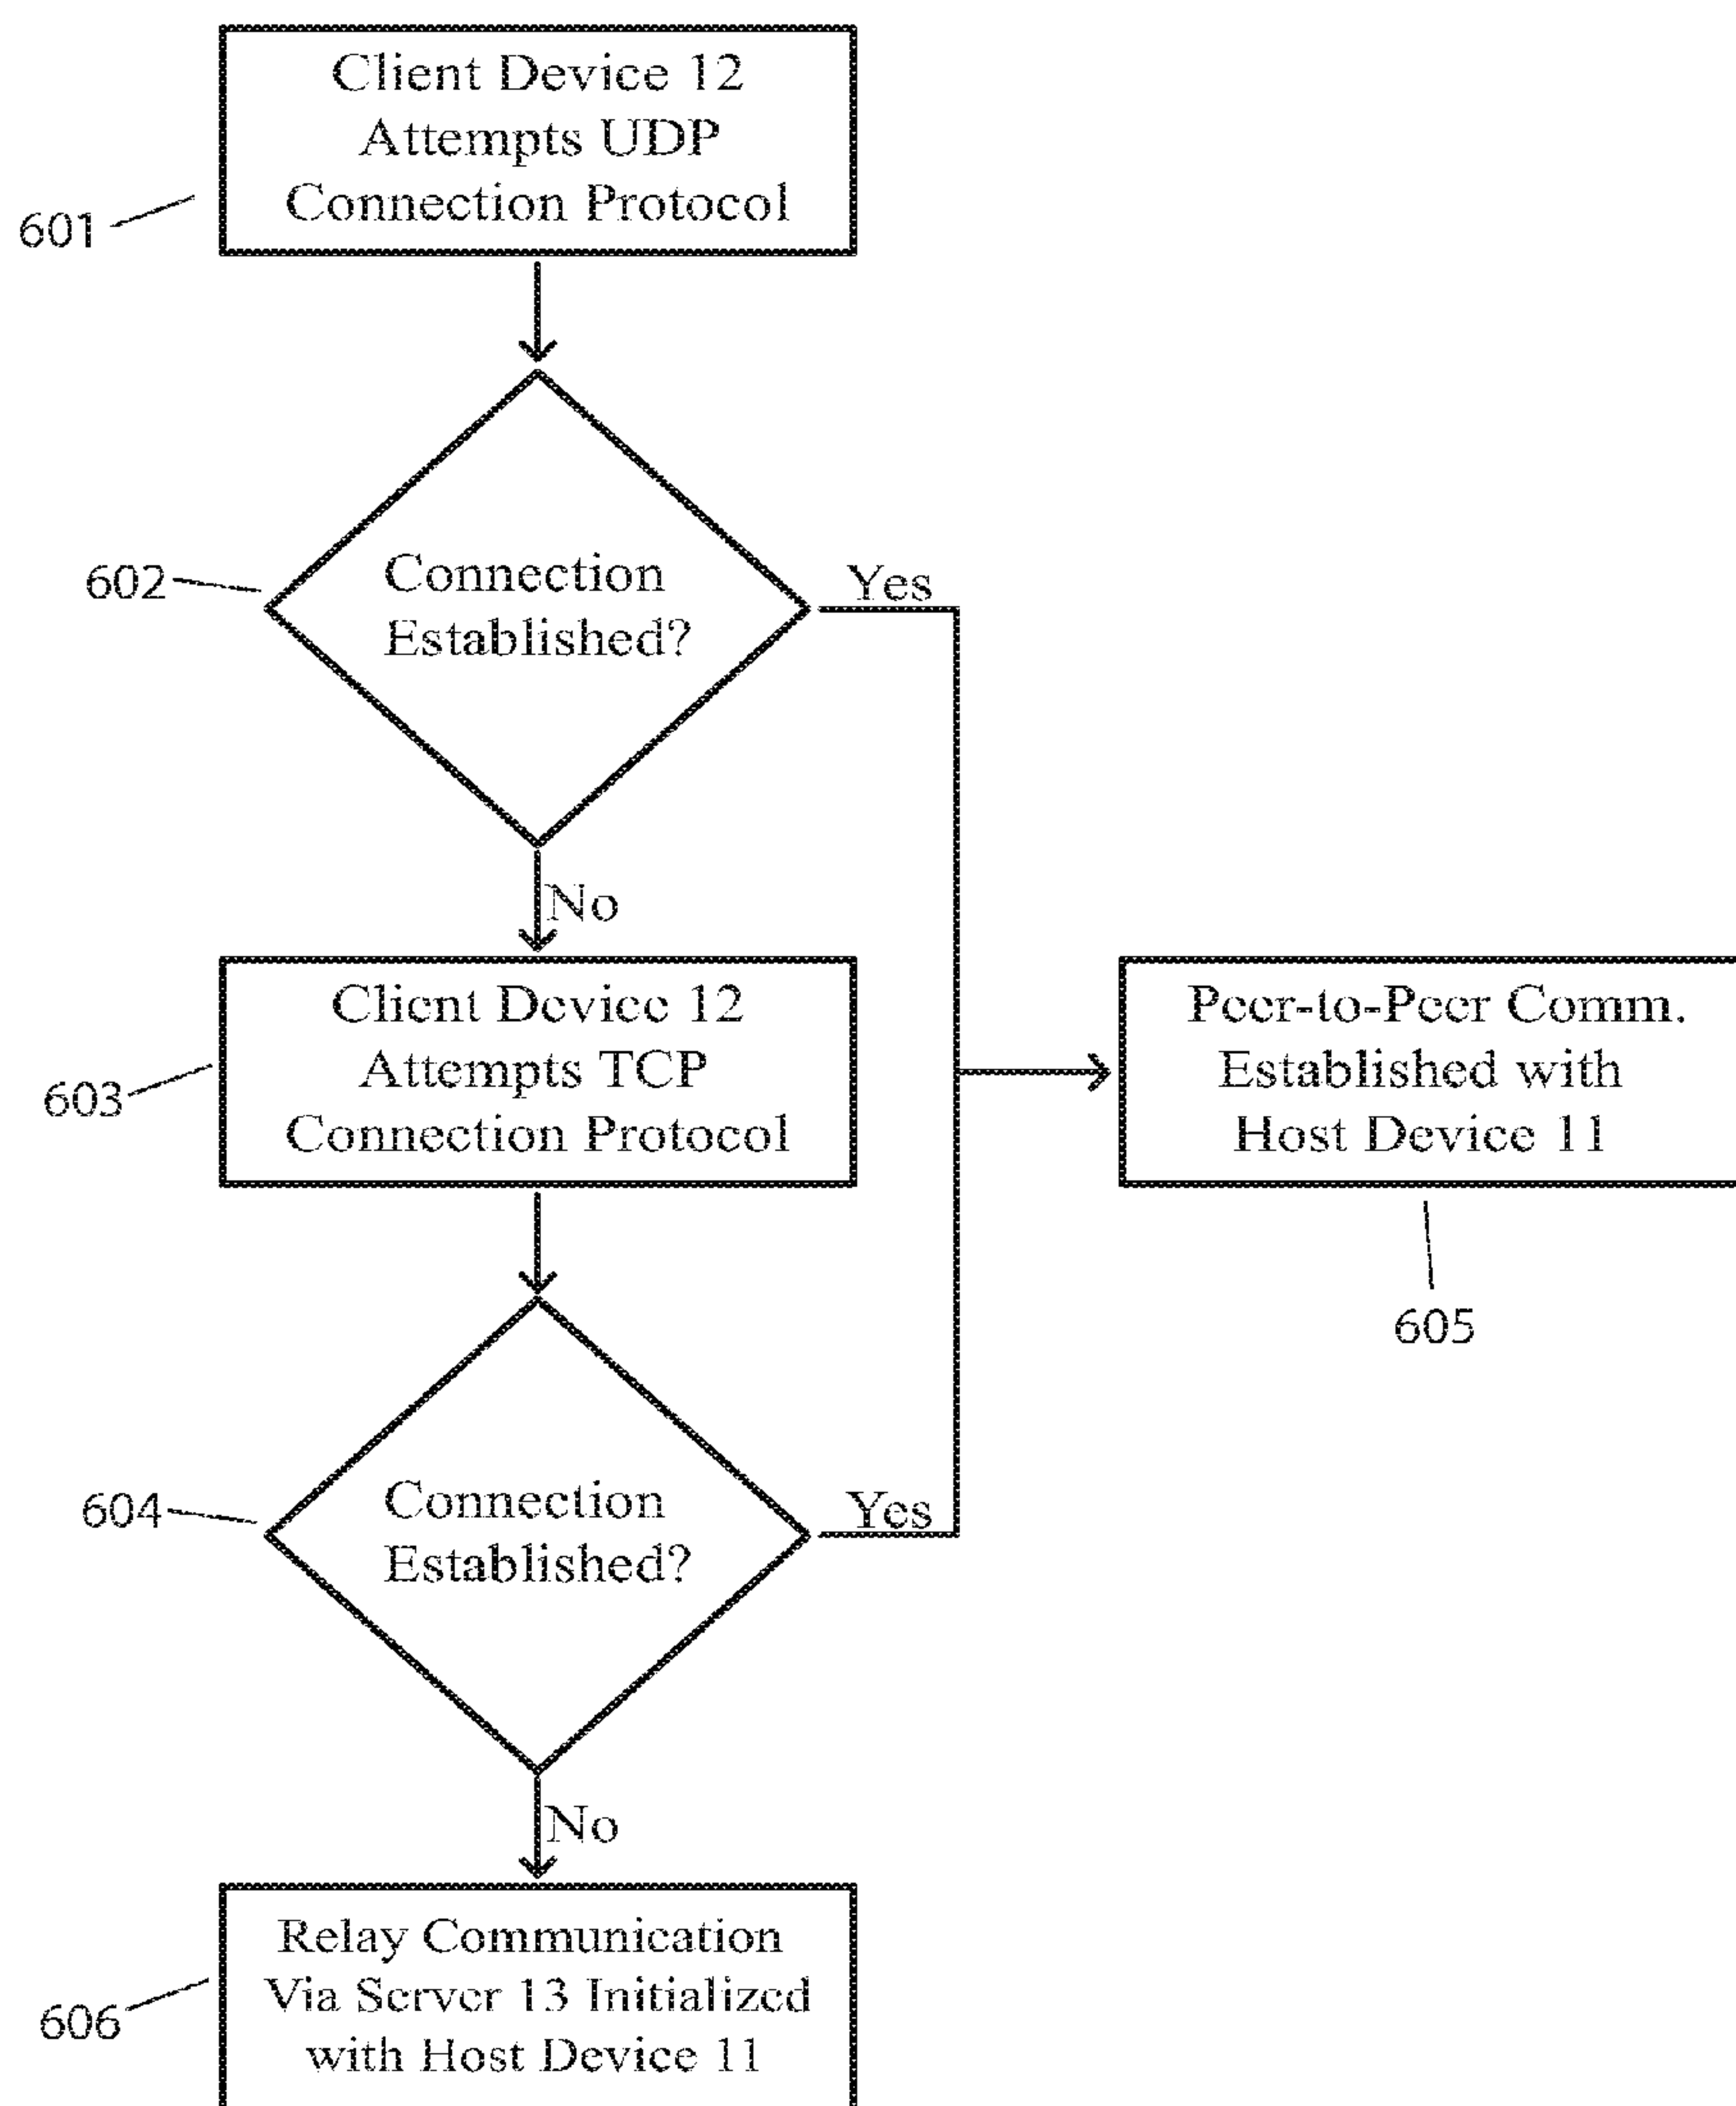 Client Device 12
Attempts UDP
Connection Protocol
601
602
Connection
Established?
Yes
No
Client Device 12
Attempts TCP
Connection Protocol
603
Peer-to-Peer Comm.
Established with
Host Device 11
605
604
Connection
Established?
Yes
No
Relay Communication
Via Server 13 Initialized
with Host Device 11
606